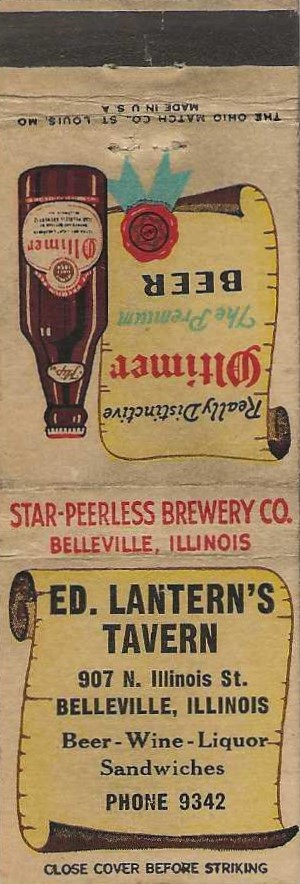 THE OHIO MATCH CO., ST. LOUIS, MO
MADE IN U S A
Really Distinctive
Oltimer
The Premium
BEER
Oltimer
STAR-PEERLESS BREWERY CO.
BELLEVILLE, ILLINOIS
ED. LANTERN'S
TAVERN
907 N. Illinois St.
BELLEVILLE, ILLINOIS
Beer-Wine-Liquor
Sandwiches
PHONE 9342
CLOSE COVER BEFORE STRIKING